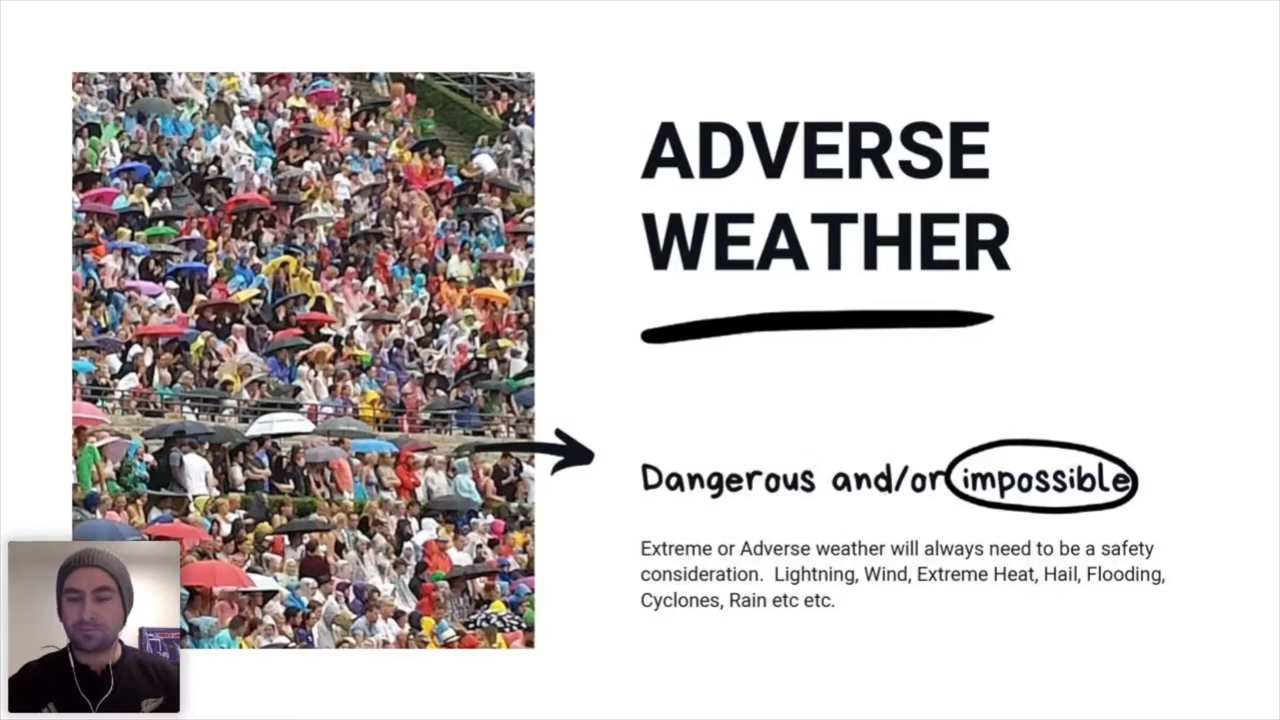 ADVERSE
WEATHER
Dangerous and/or impossible
Extreme or Adverse weather will always need to be a safety
consideration.  Lightning, Wind, Extreme Heat, Hail, Flooding,
Cyclones, Rain etc etc.